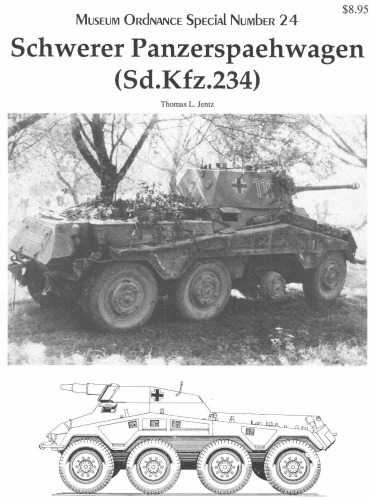 $8.95
Museum Ordnance Special Number 24
Schwerer Panzerspaehwagen
(Sd.Kfz.234)
Thomas L. Jentz